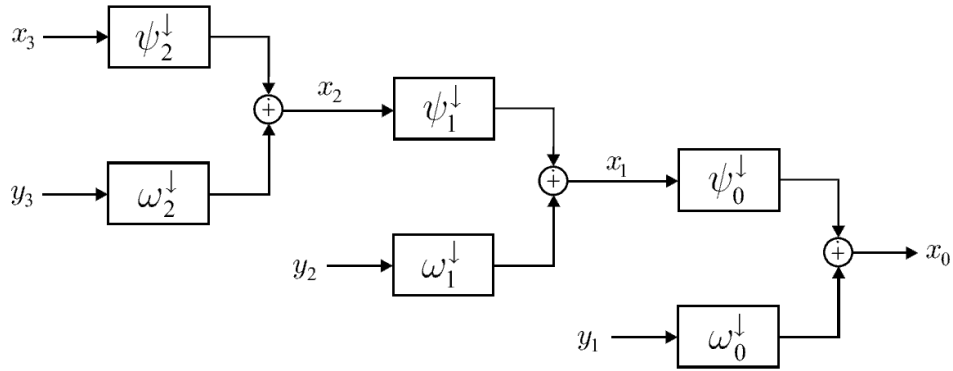 x₃ ψ₂↓
∔ x₂ ψ₁↓
y₃ ω₂↓
∔ x₁ ψ₀↓
y₂ ω₁↓
∔ x₀
y₁ ω₀↓